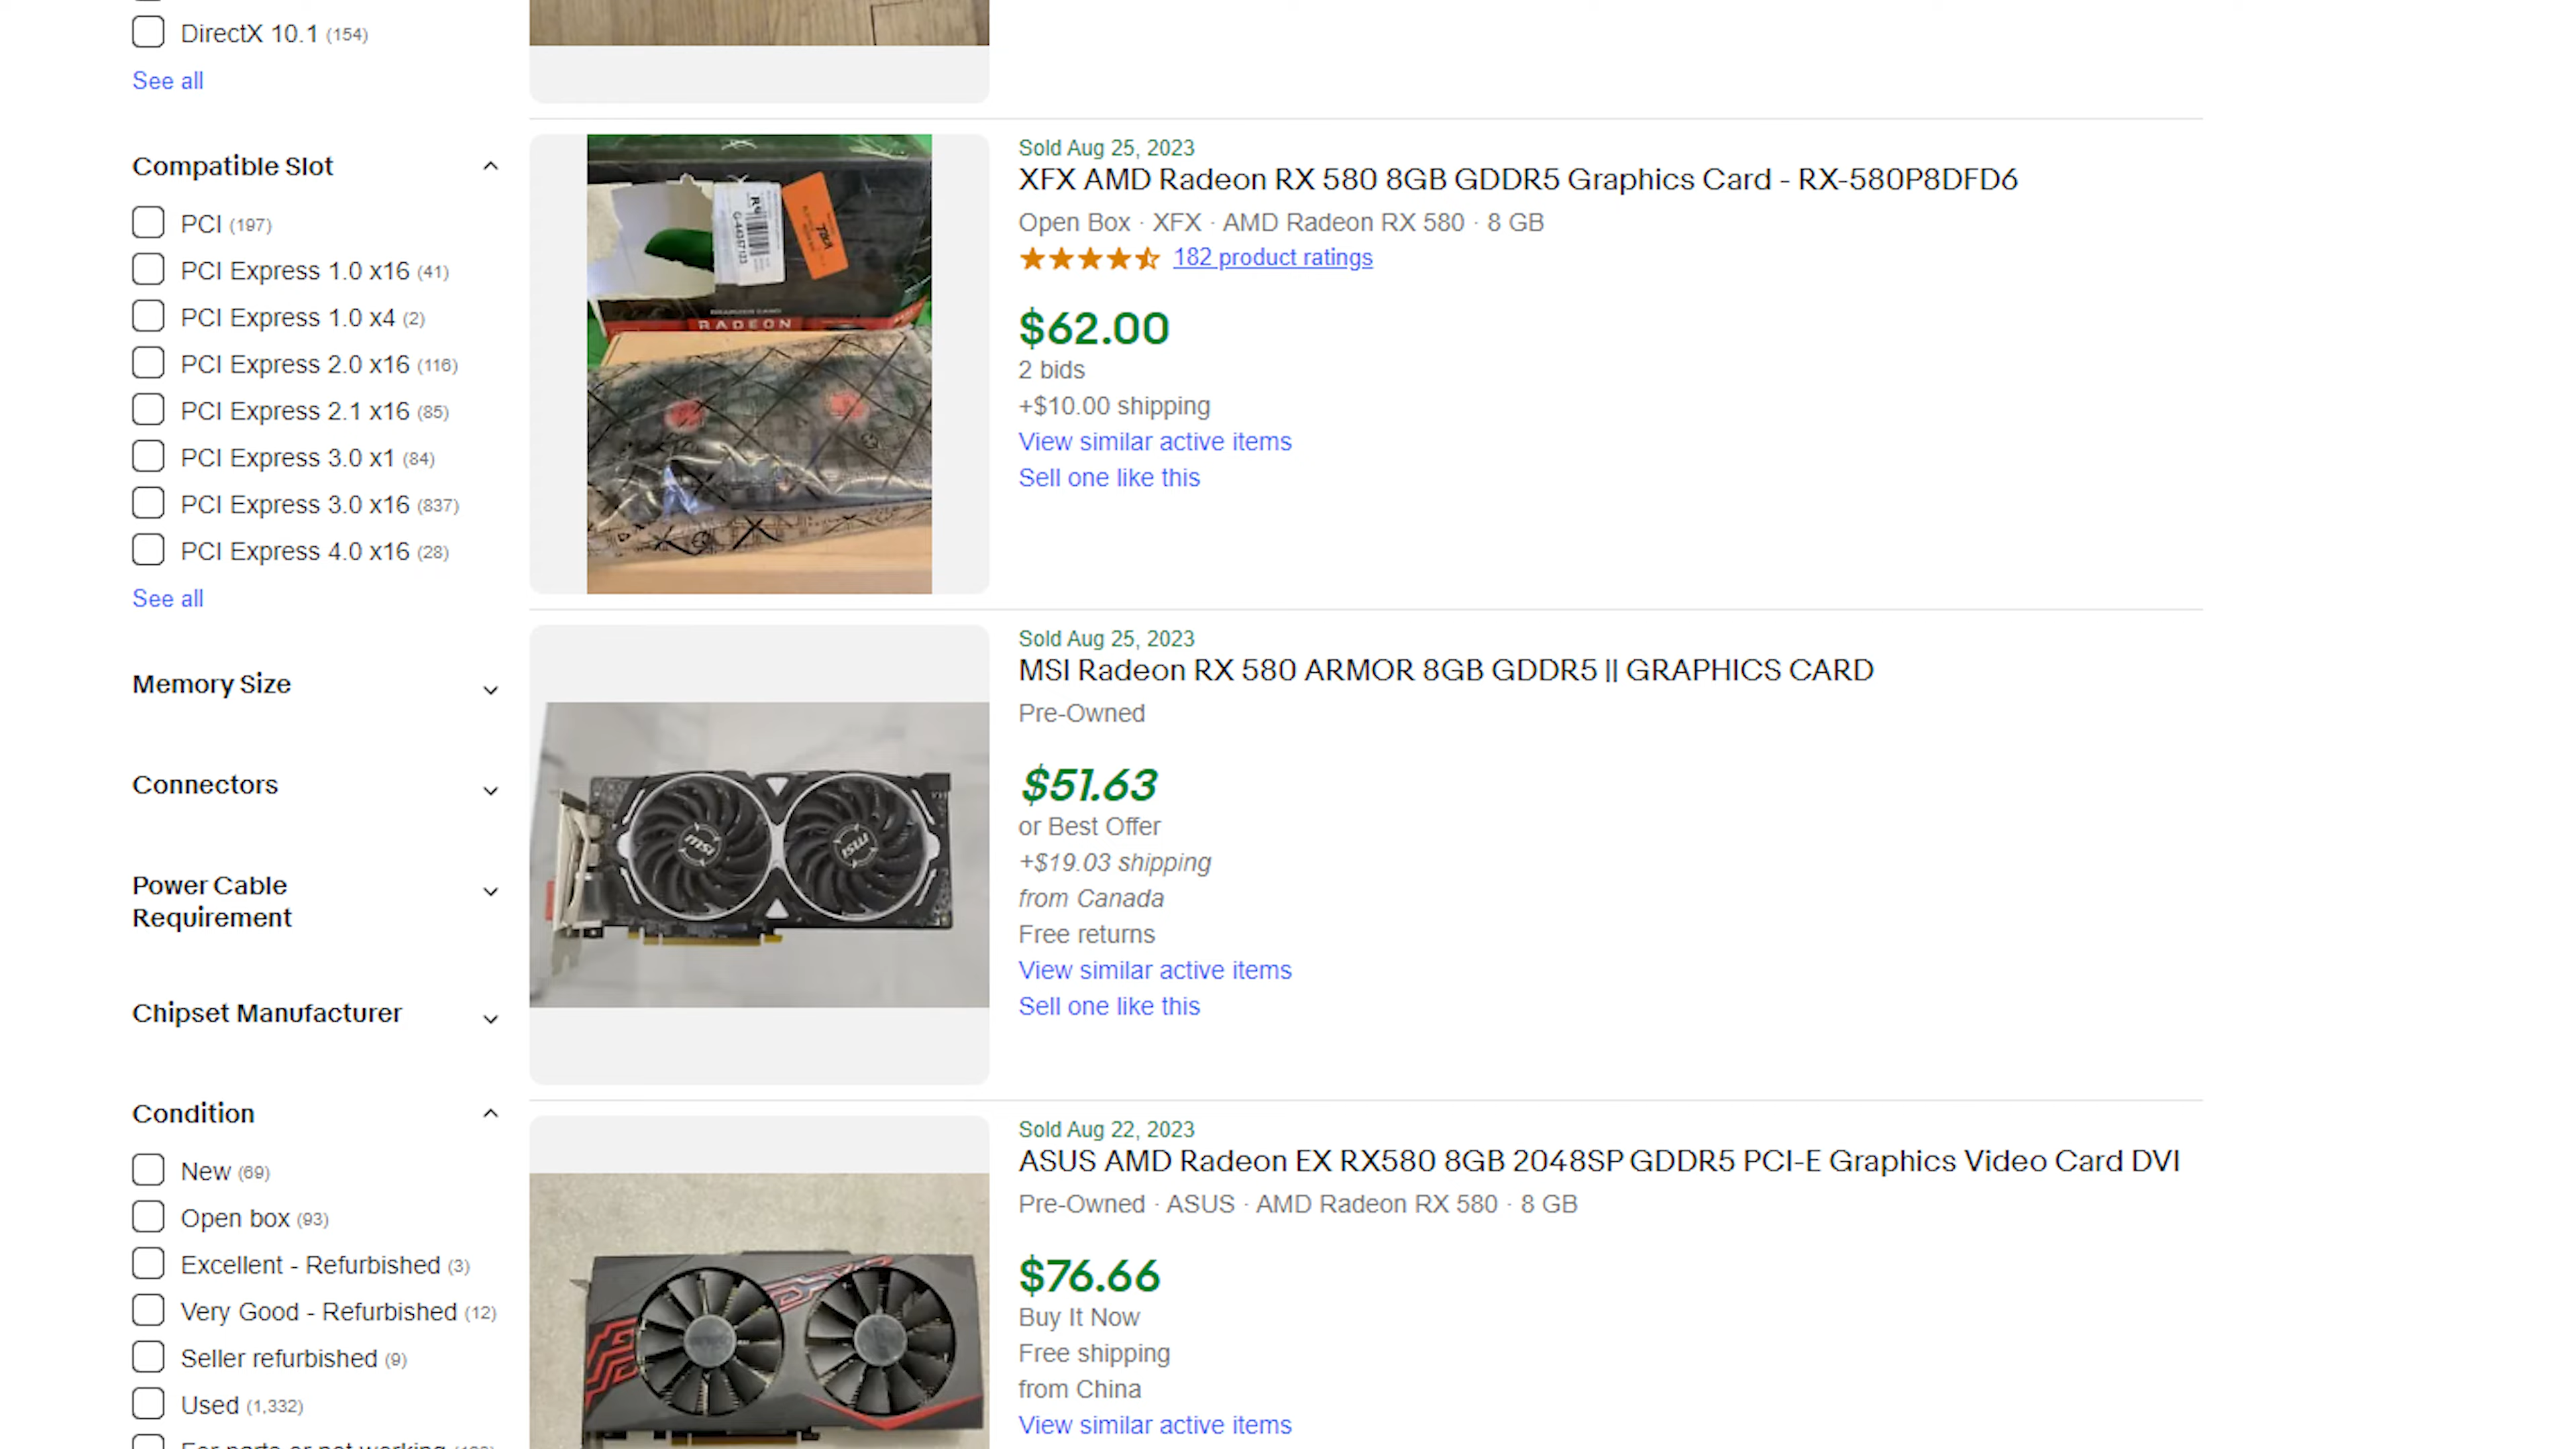 DirectX 10.1 (154)
See all
Compatible Slot
PCI (197)
PCI Express 1.0 x16 (41)
PCI Express 1.0 x4 (2)
PCI Express 2.0 x16 (116)
PCI Express 2.1 x16 (85)
PCI Express 3.0 x1 (84)
PCI Express 3.0 x16 (837)
PCI Express 4.0 x16 (28)
See all
Memory Size
Connectors
Power Cable
Requirement
Chipset Manufacturer
Condition
New (69)
Open box (93)
Excellent - Refurbished (3)
Very Good - Refurbished (12)
Seller refurbished (9)
Used (1,332)
For parts or not working
RADEON
Sold Aug 25, 2023
XFX AMD Radeon RX 580 8GB GDDR5 Graphics Card - RX-580P8DFD6
Open Box · XFX · AMD Radeon RX 580 · 8 GB
182 product ratings
$62.00
2 bids
+$10.00 shipping
View similar active items
Sell one like this
msi
msi
Sold Aug 25, 2023
MSI Radeon RX 580 ARMOR 8GB GDDR5 || GRAPHICS CARD
Pre-Owned
$51.63
or Best Offer
+$19.03 shipping
from Canada
Free returns
View similar active items
Sell one like this
Sold Aug 22, 2023
ASUS AMD Radeon EX RX580 8GB 2048SP GDDR5 PCI-E Graphics Video Card DVI
Pre-Owned · ASUS · AMD Radeon RX 580 · 8 GB
$76.66
Buy It Now
Free shipping
from China
View similar active items